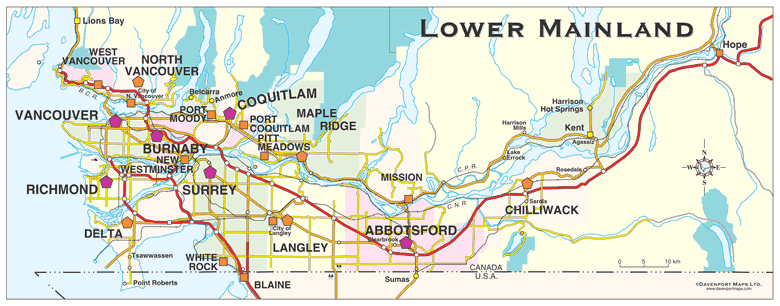 LOWER MAINLAND
Lions Bay
Hope
WEST
VANCOUVER
NORTH
VANCOUVER
City of
N. Vancouver
B.C.R.
Belcarra
Anmore
COQUITLAM
PORT
MOODY
PORT
COQUITLAM
MAPLE
RIDGE
PITT
MEADOWS
Harrison
Hot Springs
Harrison
Mills
Kent
Agassiz
VANCOUVER
BURNABY
NEW
WESTMINSTER
Lake
Errock
C.P.R.
Rosedale
W
N
E
S
RICHMOND
SURREY
MISSION
C.N.R.
Sardis
CHILLIWACK
DELTA
City of
Langley
LANGLEY
ABBOTSFORD
Clearbrook
Tsawwassen
WHITE
ROCK
CANADA
U.S.A.
0 5 10 km
Point Roberts
BLAINE
Sumas
©DAVENPORT MAPS LTD.
www.davenportmaps.com